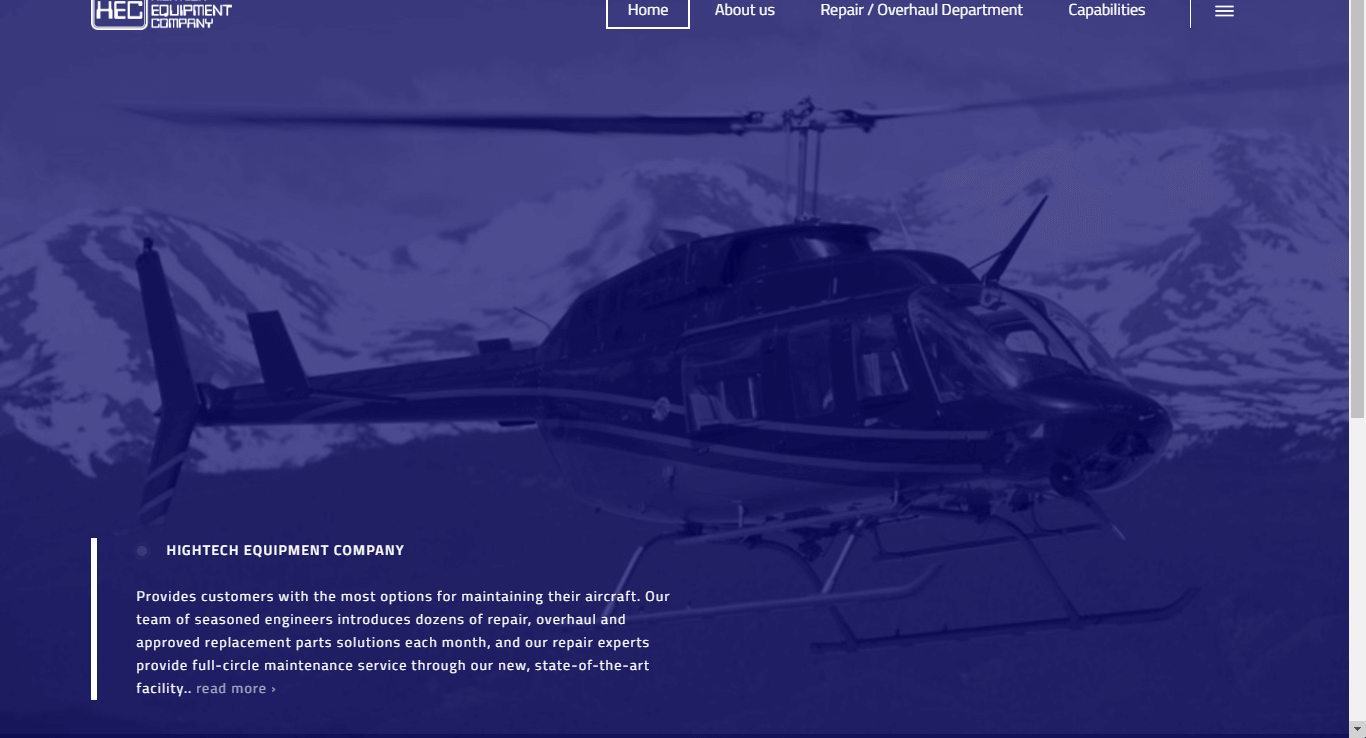 HEC EQUIPMENT
COMPANY
Home About us Repair / Overhaul Department Capabilities
HIGHTECH EQUIPMENT COMPANY
Provides customers with the most options for maintaining their aircraft. Our
team of seasoned engineers introduces dozens of repair, overhaul and
approved replacement parts solutions each month, and our repair experts
provide full-circle maintenance service through our new, state-of-the-art
facility.. read more ›